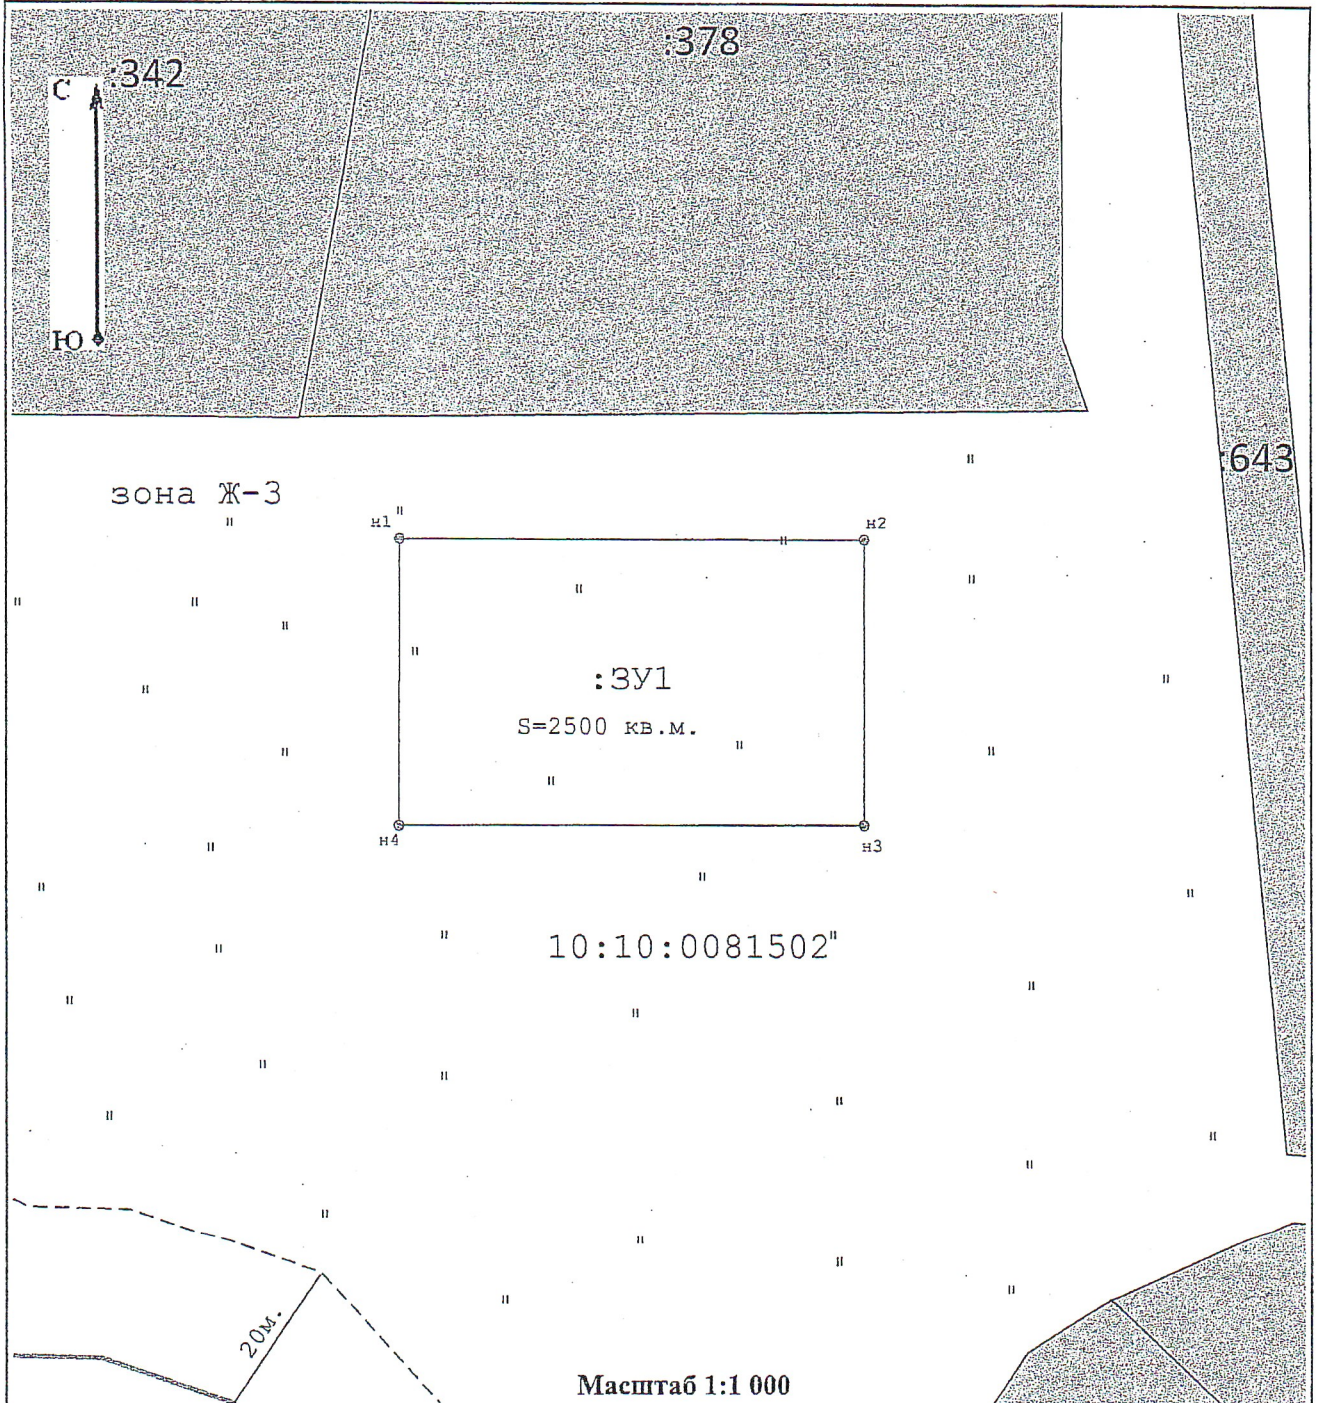 :378
:342
С
Ю
:643
зона Ж-3
н1
н2
:ЗУ1
S=2500 кв.м.
н4
н3
10:10:0081502
20м.
Масштаб 1:1 000